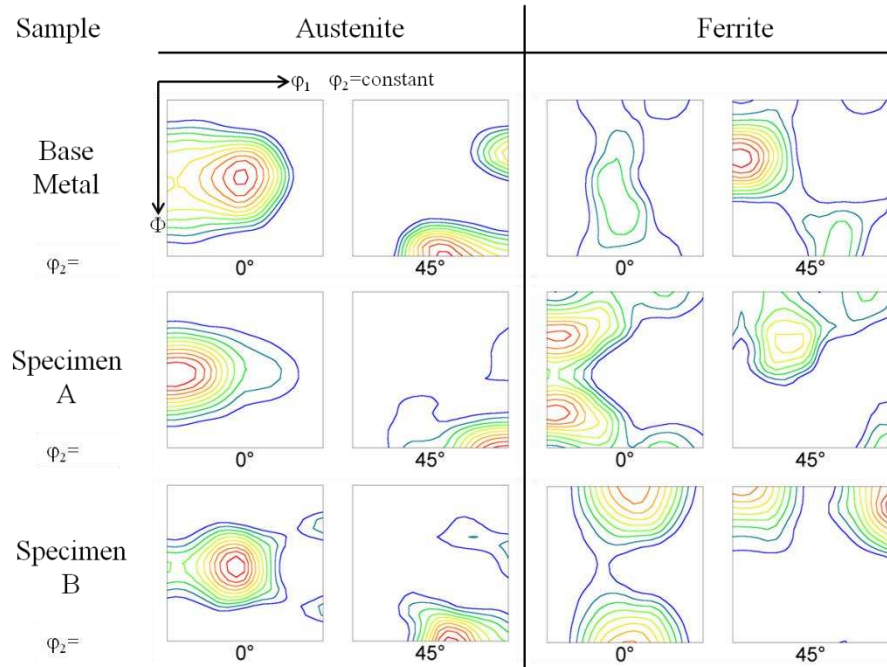 Sample Austenite Ferrite
φ₁ φ₂=constant
Base
Metal
Φ
φ₂= 0° 45° 0° 45°
Specimen
A
φ₂= 0° 45° 0° 45°
Specimen
B
φ₂= 0° 45° 0° 45°